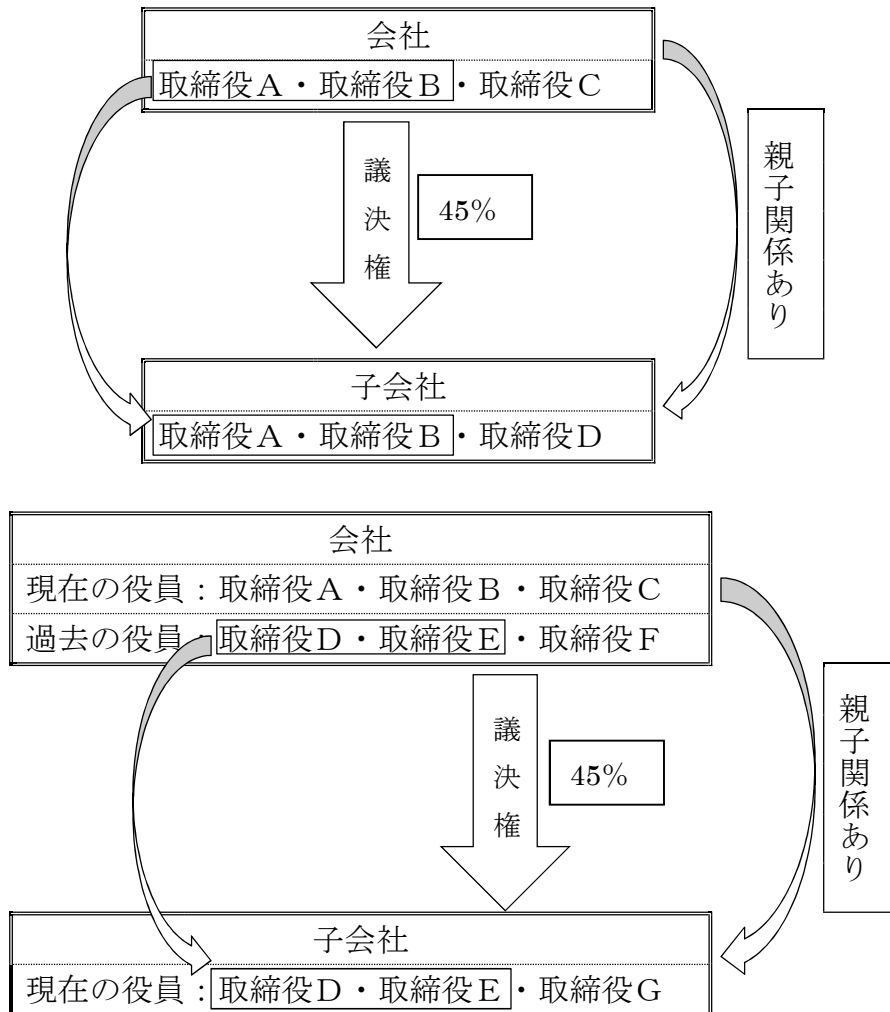 会社
取締役A・取締役B・取締役C
議決権
45%
親子関係あり
子会社
取締役A・取締役B・取締役D
会社
現在の役員：取締役A・取締役B・取締役C
過去の役員：取締役D・取締役E・取締役F
議決権
45%
親子関係あり
子会社
現在の役員：取締役D・取締役E・取締役G